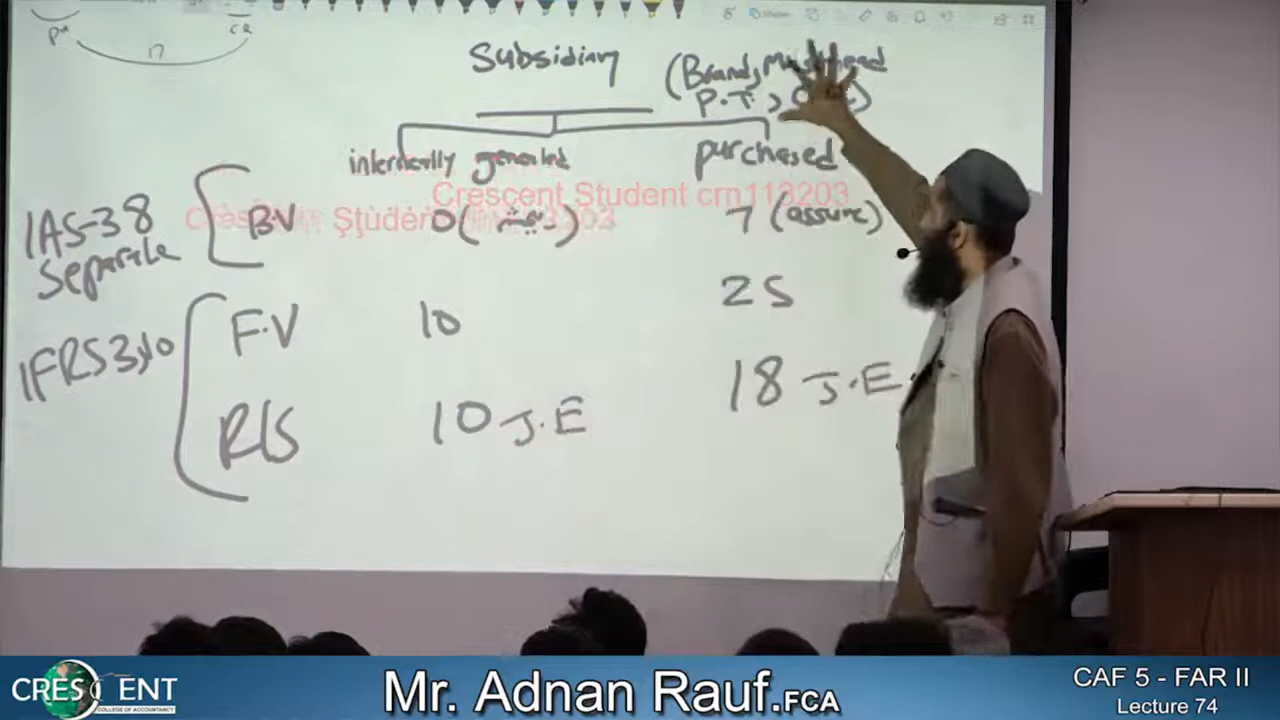 17
Subsidiary (Brand, Masthead
P.T.,
internally generated purchased
Crescent Student crn113203
IAS-38 B.V 0 7 (assume)
Separate
F.V 10 25
IFRS 3,10
R/S 10 J.E 18 J.E
CRESCENT
COLLEGE OF ACCOUNTANCY
Mr. Adnan Rauf.FCA
CAF 5 - FAR II
Lecture 74